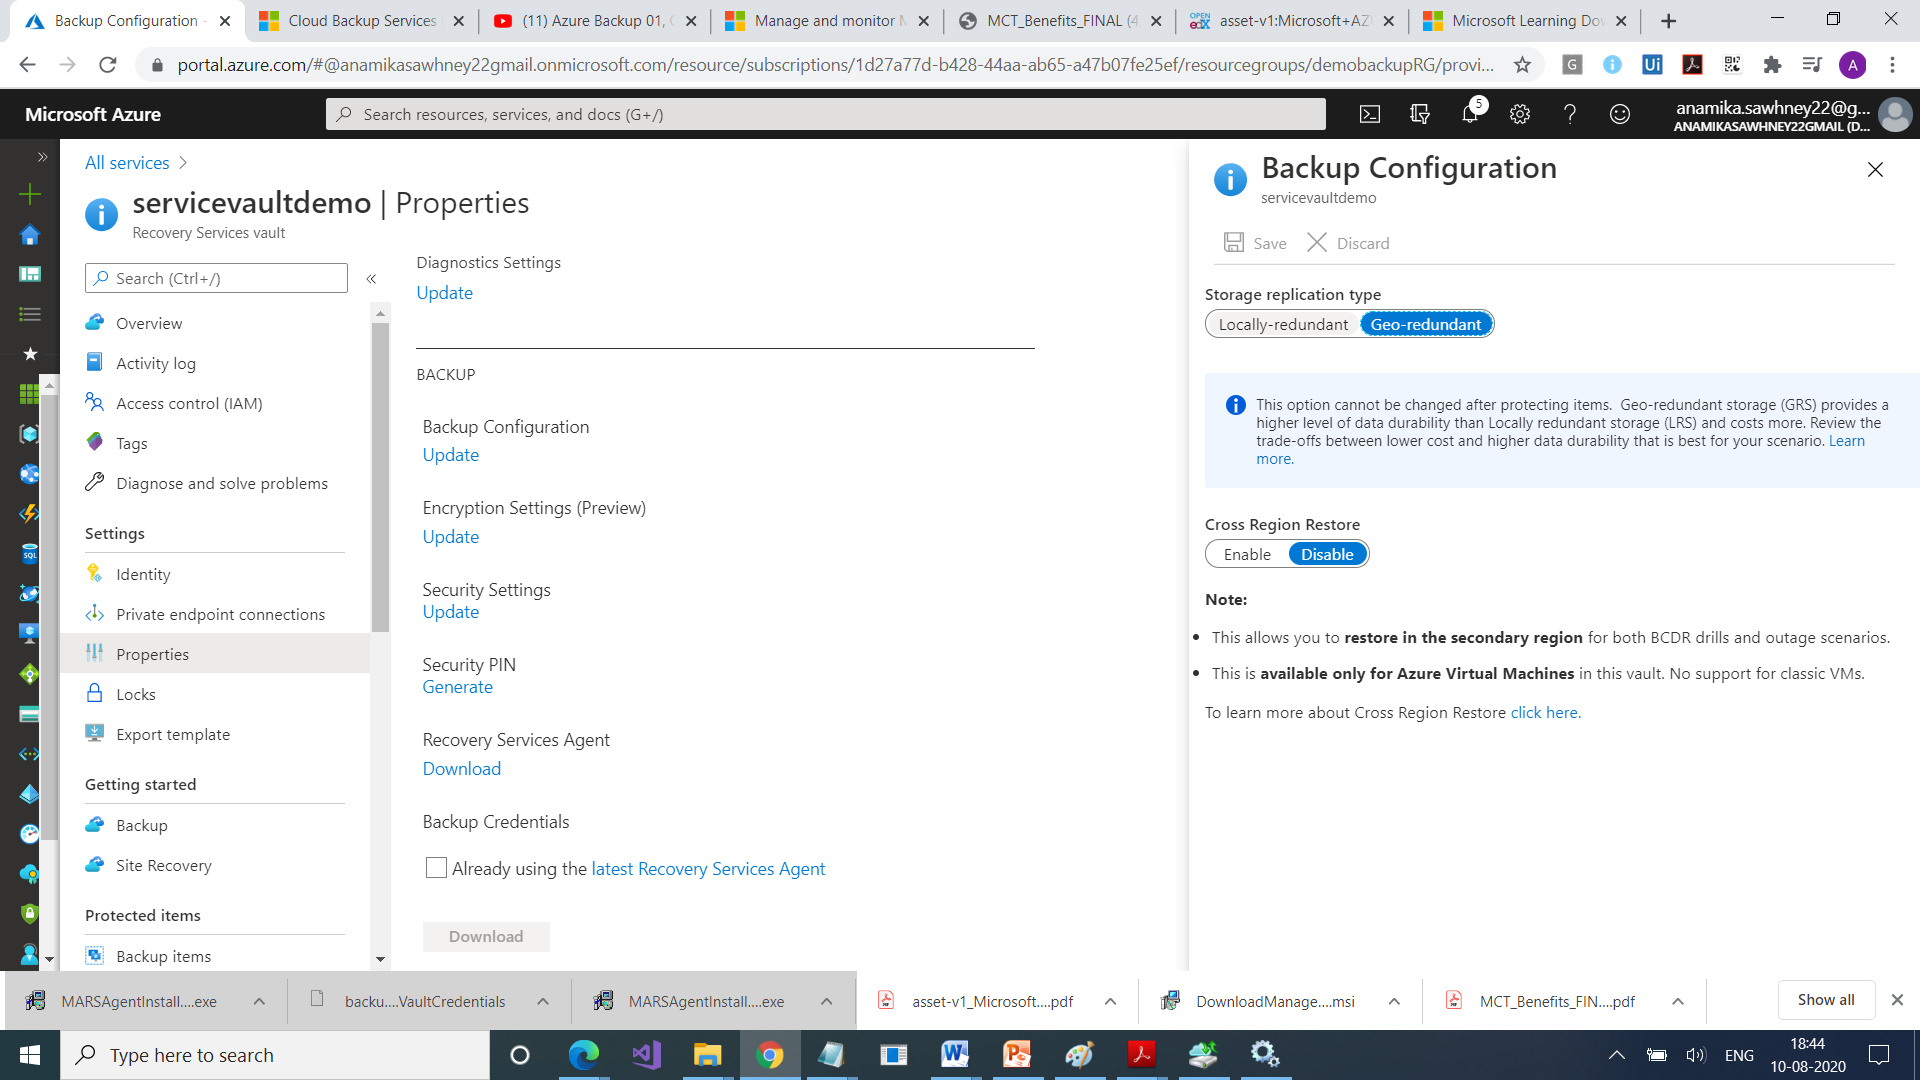 Backup Configuration -
Cloud Backup Services
(11) Azure Backup 01, C
Manage and monitor M
MCT_Benefits_FINAL (4
asset-v1:Microsoft+AZ
Microsoft Learning Dow
portal.azure.com/#@anamikasawhney22gmail.onmicrosoft.com/resource/subscriptions/1d27a77d-b428-44aa-ab65-a47b07fe25ef/resourcegroups/demobackupRG/provi...
Microsoft Azure
Search resources, services, and docs (G+/)
5
anamika.sawhney22@g...
ANAMIKASAWHNEY22GMAIL (D...
All services
servicevaultdemo | Properties
Recovery Services vault
Search (Ctrl+/)
Overview
Activity log
Access control (IAM)
Tags
Diagnose and solve problems
Settings
Identity
Private endpoint connections
Properties
Locks
Export template
Getting started
Backup
Site Recovery
Protected items
Backup items
Diagnostics Settings
Update
BACKUP
Backup Configuration
Update
Encryption Settings (Preview)
Update
Security Settings
Update
Security PIN
Generate
Recovery Services Agent
Download
Backup Credentials
Already using the latest Recovery Services Agent
Download
Backup Configuration
servicevaultdemo
Save
Discard
Storage replication type
Locally-redundant
Geo-redundant
This option cannot be changed after protecting items. Geo-redundant storage (GRS) provides a
higher level of data durability than Locally redundant storage (LRS) and costs more. Review the
trade-offs between lower cost and higher data durability that is best for your scenario. Learn
more.
Cross Region Restore
Enable
Disable
Note:
• This allows you to restore in the secondary region for both BCDR drills and outage scenarios.
• This is available only for Azure Virtual Machines in this vault. No support for classic VMs.
To learn more about Cross Region Restore click here.
MARSAgentInstall....exe
backu....VaultCredentials
MARSAgentInstall....exe
asset-v1_Microsoft....pdf
DownloadManage....msi
MCT_Benefits_FIN....pdf
Show all
Type here to search
ENG
18:44
10-08-2020